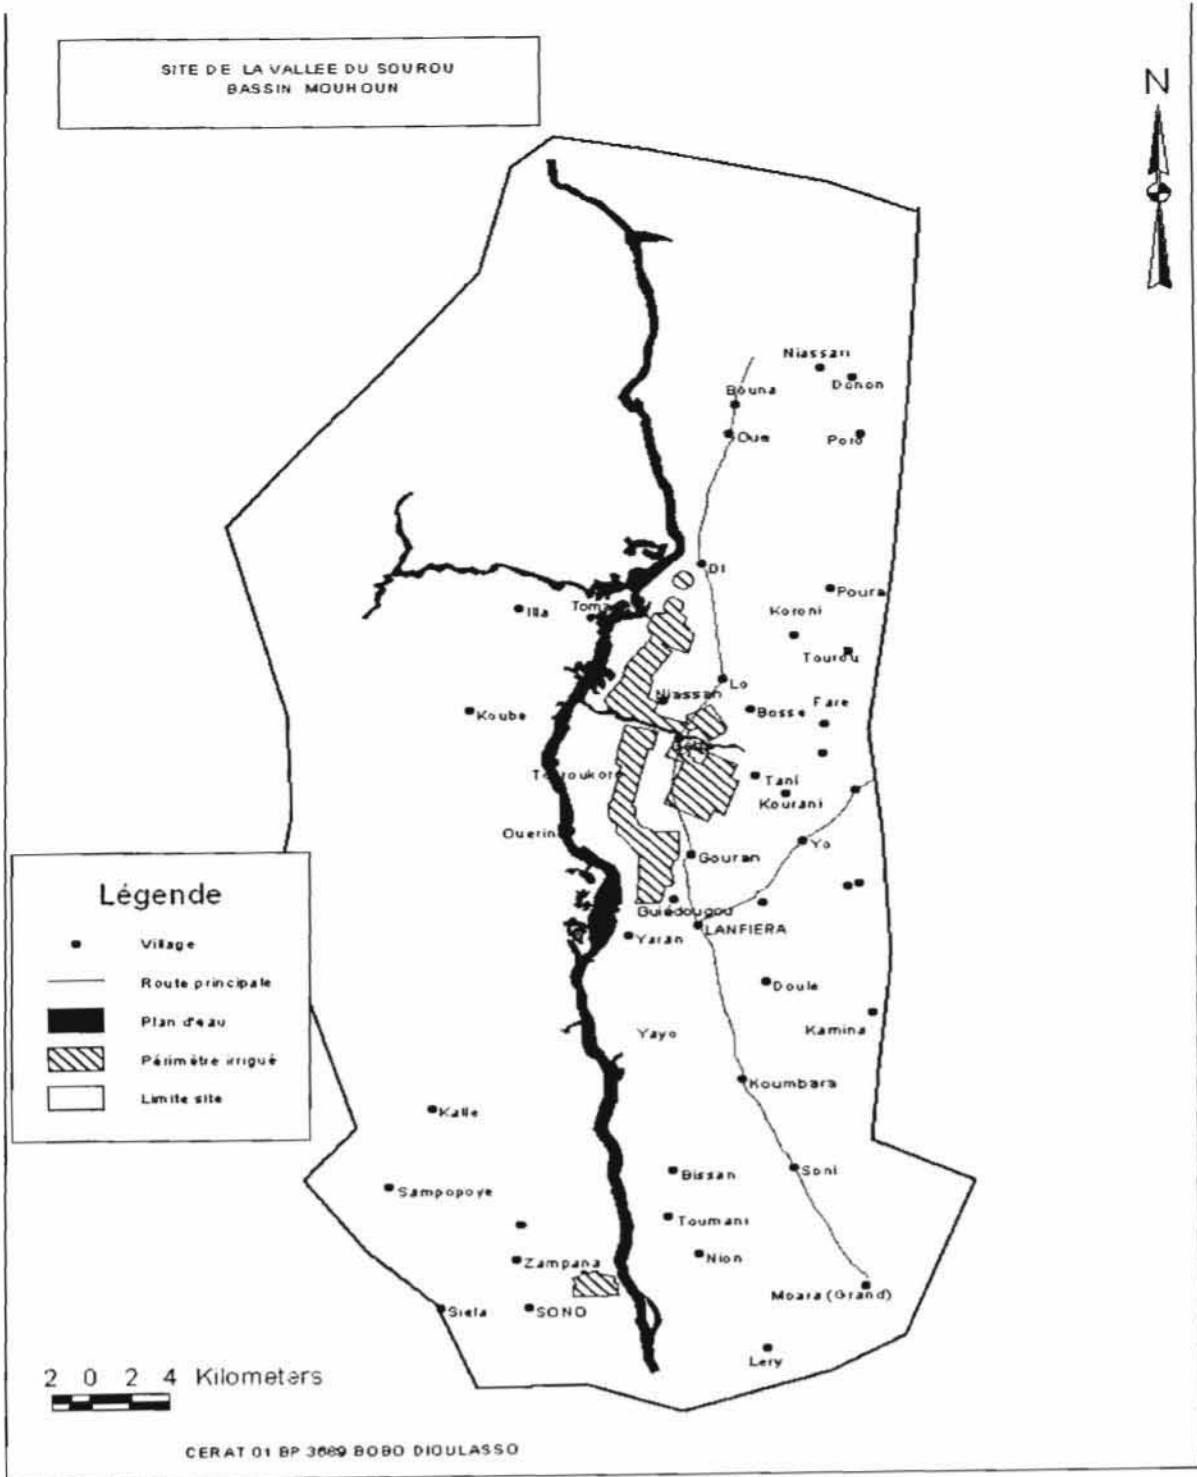 SITE DE LA VALLEE DU SOUROU
BASSIN MOUHOUN
N
Niassan
Donon
Bouna
Oue
Poro
DI
Poura
Illa
Toma
Koroni
Tourou
Lo
Niassan
Bosse
Fare
Koube
Tani
Touroukoro
Kourani
Ouerin
Yo
Gouran
Guiédougou
LANFIERA
Yaran
Doule
Kamina
Yayo
Koumbara
Kalle
Soni
Bissan
Sampopoye
Toumani
Nion
Zampana
Moara (Grand)
Siela
SONO
Lery
Légende
Village
Route principale
Plan d'eau
Périmètre irrigué
Limite site
2 0 2 4 Kilometers
CERAT 01 BP 3689 BOBO DIOULASSO